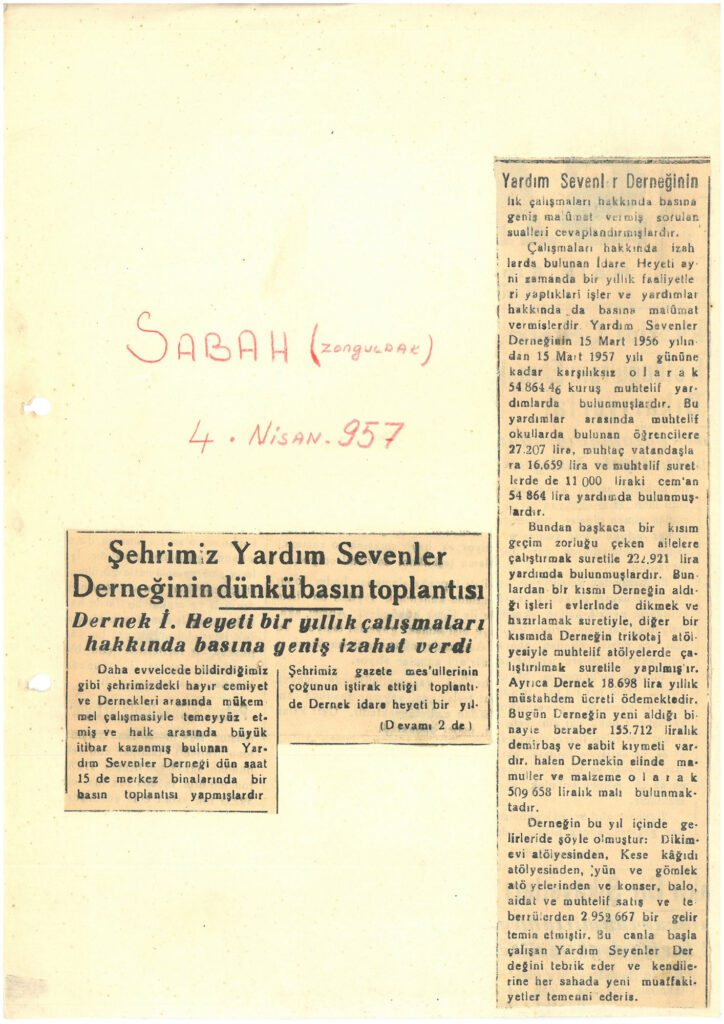 SABAH (ZONGULDAK)
4. NİSAN. 957
Şehrimiz Yardım Sevenler
Derneğinin dünkü basın toplantısı
Dernek İ. Heyeti bir yıllık çalışmaları
hakkında basına geniş izahat verdi
Daha evvelcede bildirdiğimiz
gibi şehrimizdeki hayır cemiyet
ve Dernekleri arasında mükem
mel çalışmasiyle temeyyüz et-
miş ve halk arasında büyük
itibar kazanmış bulunan Yar-
dım Sevenler Derneği dün saat
15 de merkez binalarında bir
basın toplantısı yapmışlardır
Şehrimiz gazete mes'ullerinin
çoğunun iştirak ettiği toplantı-
de Dernek idare heyeti bir yıl-
(Devamı 2 de)
Yardım Sevenl r Derneğinin
lık çalışmaları hakkında basına
geniş malûmat vermiş sorulan
sualleri cevaplandırmışlardır.
Çalışmaları hakkında izah
larda bulunan İdare Heyeti ay-
ni zamanda bir yıllık faaliyetle
ri yaptıkları işler ve yardımlar
hakkında da basına malûmat
vermişlerdir Yardım Sevenler
Derneğinin 15 Mart 1956 yılın
dan 15 Mart 1957 yılı gününe
kadar karşılıksız o l a r a k
54 864 46 kuruş muhtelif yar-
dımlarda bulunmuşlardır. Bu
yardımlar arasında muhtelif
okullarda bulunan öğrencilere
27.207 lira, muhtaç vatandaşla
ra 16.659 lira ve muhtelif suret
lerde de 11 000 liraki cem'an
54 864 lira yardımda bulunmuş-
lardır.
Bundan başkaca bir kısım
geçim zorluğu çeken ailelere
çalıştırmak suretile lira
yardımda bulunmuşlardır. Bun-
lardan bir kısmı Derneğin aldı-
ğı işleri evlerinde dikmek ve
hazırlamak suretiyle, diğer bir
kısmıda Derneğin trikotaj atöl-
yesiyle muhtelif atölyelerde ça-
lıştırılmak suretile yapılmış'ır.
Ayrıca Dernek 18.698 lira yıllık
müstahdem ücreti ödemektedir.
Bugün Derneğin yeni aldığı bi-
nayle beraber 155.712 liralık
demirbaş ve sabit kıymeti var-
dır, halen Dernekin elinde ma-
muller ve malzeme o l a r a k
509 658 liralık malı bulunmak-
tadır.
Derneğin bu yıl içinde ge-
lirleride şöyle olmuştur: Dikim-
evi atölyesinden, Kese kâğıdı
atölyesinden, yün ve gömlek
atö yelerinden ve konser, balo,
aidat ve muhtelif satış ve te
berrülerden 2 952 667 bir gelir
temin etmiştir. Bu canla başla
çalışan Yardım Seyenler Der
değini tebrik eder ve kendile-
rine her sahada yeni muaffaki-
yetler temenni ederis.